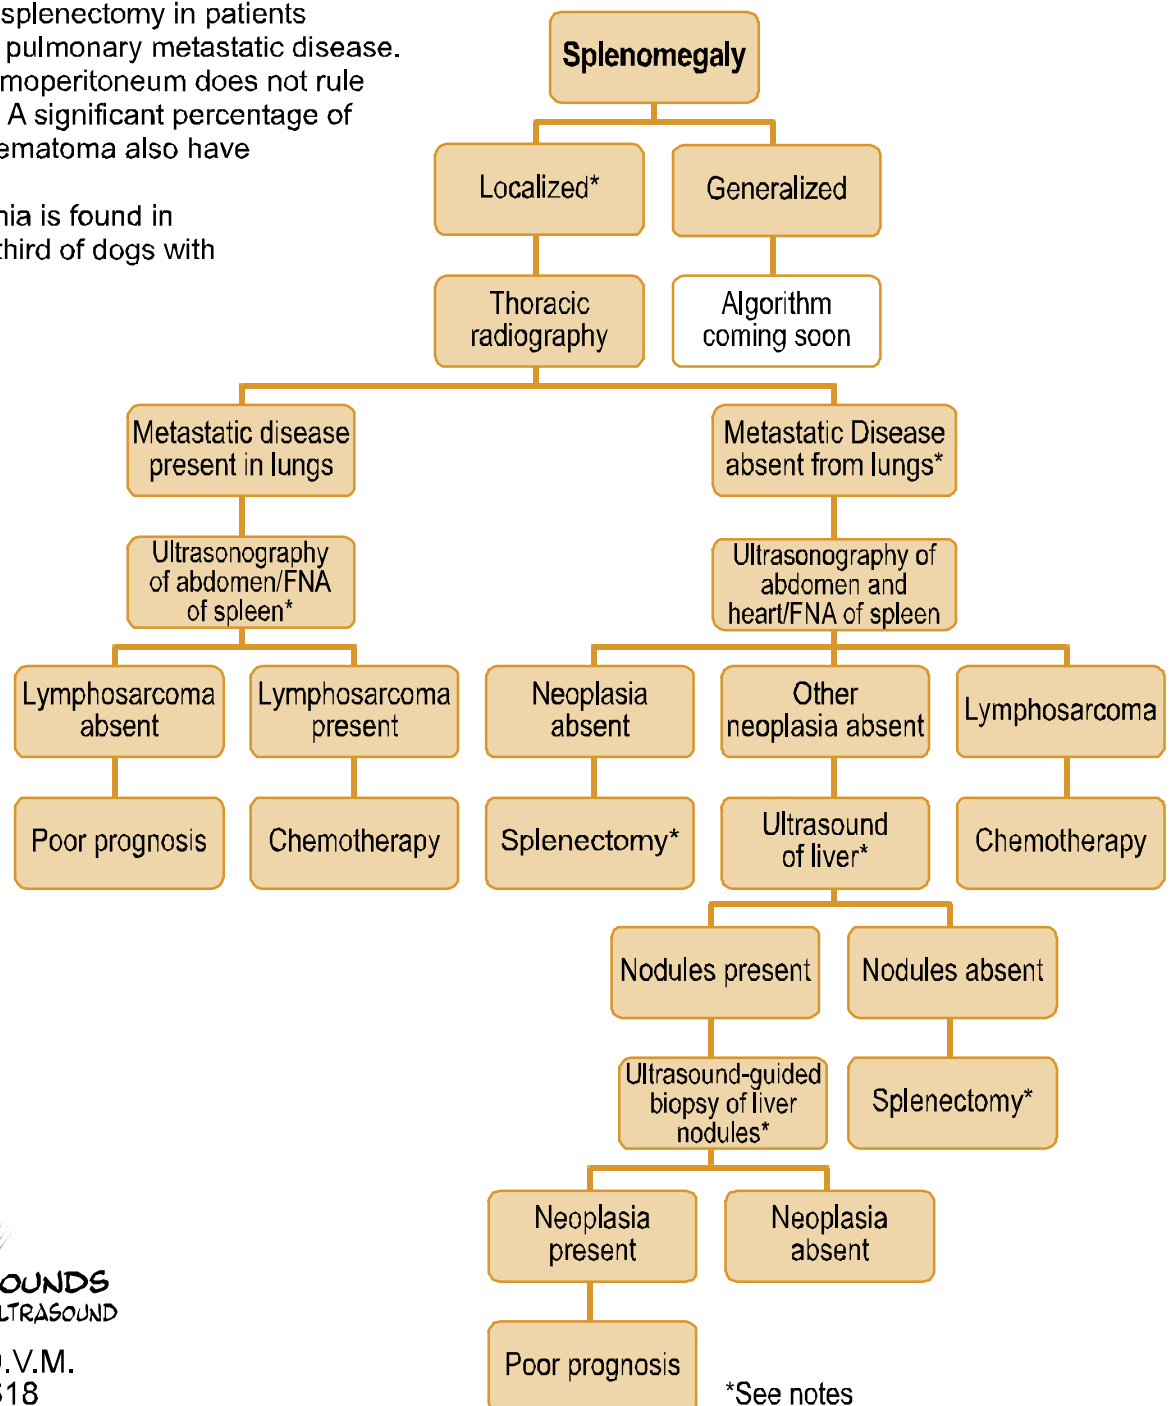 splenectomy in patients
pulmonary metastatic disease.
moperitoneum does not rule
A significant percentage of
ematoma also have
nia is found in
third of dogs with
Splenomegaly
Localized*
Generalized
Thoracic
radiography
Algorithm
coming soon
Metastatic disease
present in lungs
Metastatic Disease
absent from lungs*
Ultrasonography
of abdomen/FNA
of spleen*
Ultrasonography of
abdomen and
heart/FNA of spleen
Lymphosarcoma
absent
Lymphosarcoma
present
Neoplasia
absent
Other
neoplasia absent
Lymphosarcoma
Poor prognosis
Chemotherapy
Splenectomy*
Ultrasound
of liver*
Chemotherapy
Nodules present
Nodules absent
Ultrasound-guided
biopsy of liver
nodules*
Splenectomy*
Neoplasia
present
Neoplasia
absent
Poor prognosis
OUNDS
LTRASOUND
.V.M.
618
*See notes